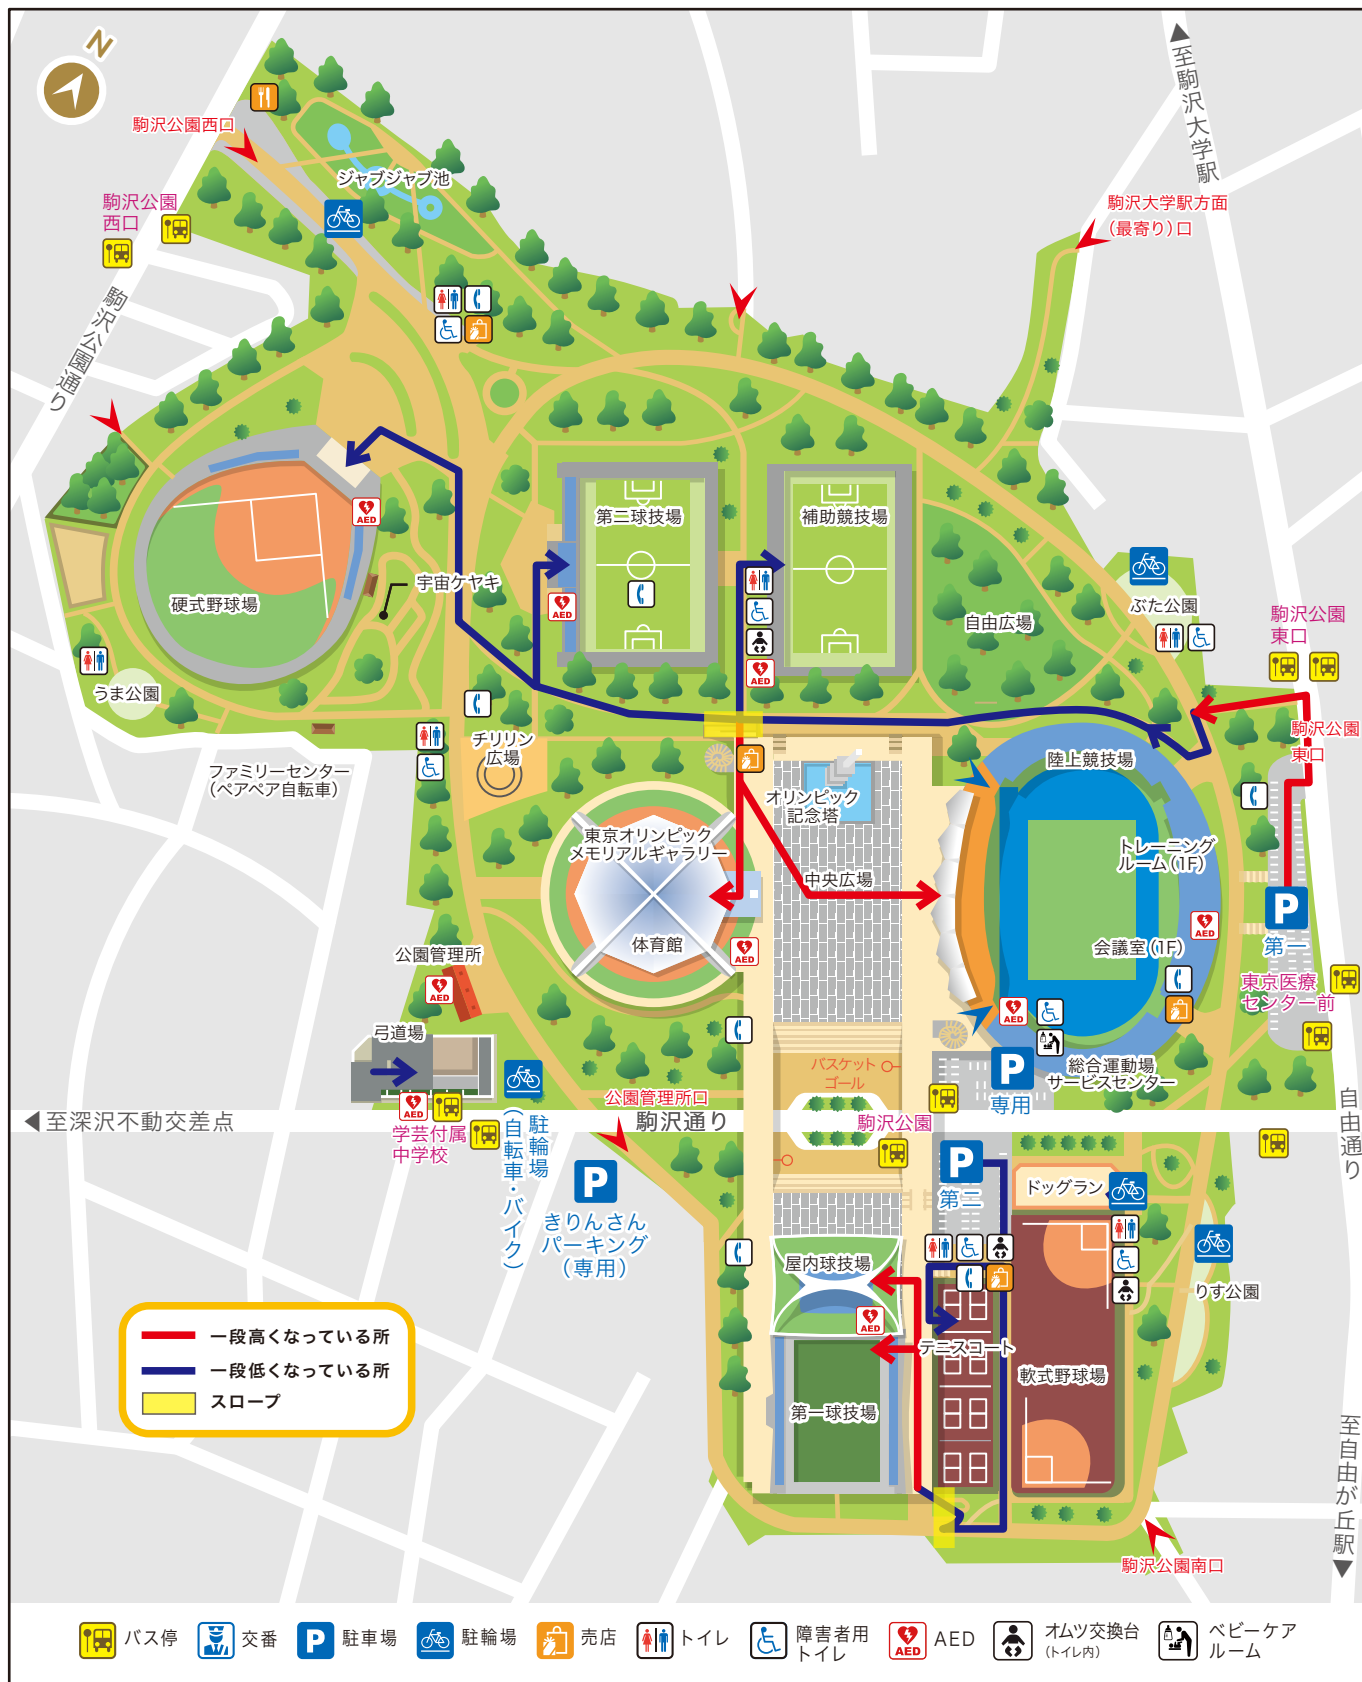 N
駒沢公園西口
ジャブジャブ池
駒沢公園
西口
駒沢公園通り
▲至駒沢大学駅
駒沢大学駅方面
(最寄り)口
硬式野球場
AED
宇宙ケヤキ
第二球技場
AED
補助競技場
AED
自由広場
ぶた公園
駒沢公園
東口
駒沢公園
東口
うま公園
ファミリーセンター
(ペアペア自転車)
チリリン
広場
オリンピック
記念塔
陸上競技場
東京オリンピック
メモリアルギャラリー
体育館
AED
中央広場
トレーニング
ルーム(1F)
会議室(1F)
AED
P
第一
東京医療
センター前
公園管理所
AED
弓道場
AED
学芸付属
中学校
駐輪場
(自転車・バイク)
公園管理所口
バスケット
ゴール
AED
P
専用
総合運動場
サービスセンター
◀至深沢不動交差点
駒沢通り
駒沢公園
自由通り
P
きりんさん
パーキング
(専用)
P
第二
ドッグラン
屋内球技場
AED
テニスコート
りす公園
軟式野球場
第一球技場
至自由が丘駅▼
駒沢公園南口
一段高くなっている所
一段低くなっている所
スロープ
バス停
交番
P
駐車場
駐輪場
売店
トイレ
障害者用
トイレ
AED
AED
オムツ交換台
(トイレ内)
ベビーケア
ルーム